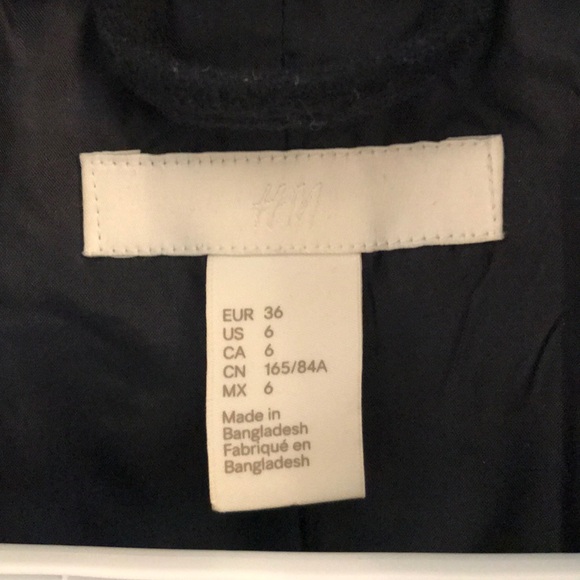 H&M
EUR 36
US 6
CA 6
CN 165/84A
MX 6
Made in
Bangladesh
Fabriqué en
Bangladesh